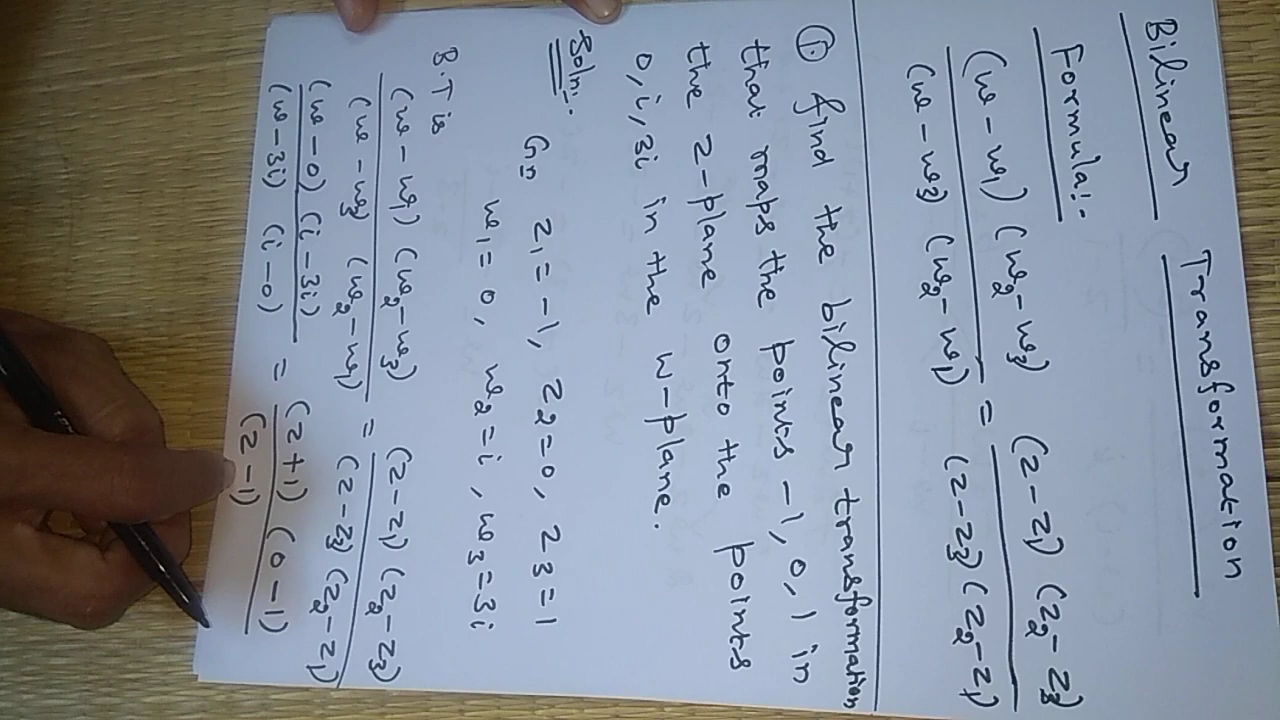 Bilinear Transformation
Formula:-
(w - w1) (w2 - w3) / (w - w3) (w2 - w1) = (z - z1) (z2 - z3) / (z - z3) (z2 - z1)
① find the bilinear transformation
that maps the points -1, 0, 1 in
the z-plane onto the points
0, i, 3i in the w-plane.
Soln:-
Gn z1 = -1, z2 = 0, z3 = 1
w1 = 0, w2 = i, w3 = 3i
B.T is
(w - w1) (w2 - w3) / (w - w3) (w2 - w1) = (z - z1) (z2 - z3) / (z - z3) (z2 - z1)
(w - 0) (i - 3i) / (w - 3i) (i - 0) = (z + 1) (0 - 1) / (z - 1)